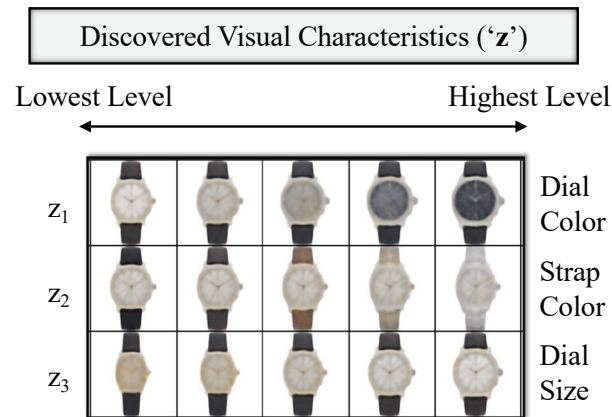 Discovered Visual Characteristics (‘z’)
Lowest Level
Highest Level
z1
Dial
Color
z2
Strap
Color
z3
Dial
Size